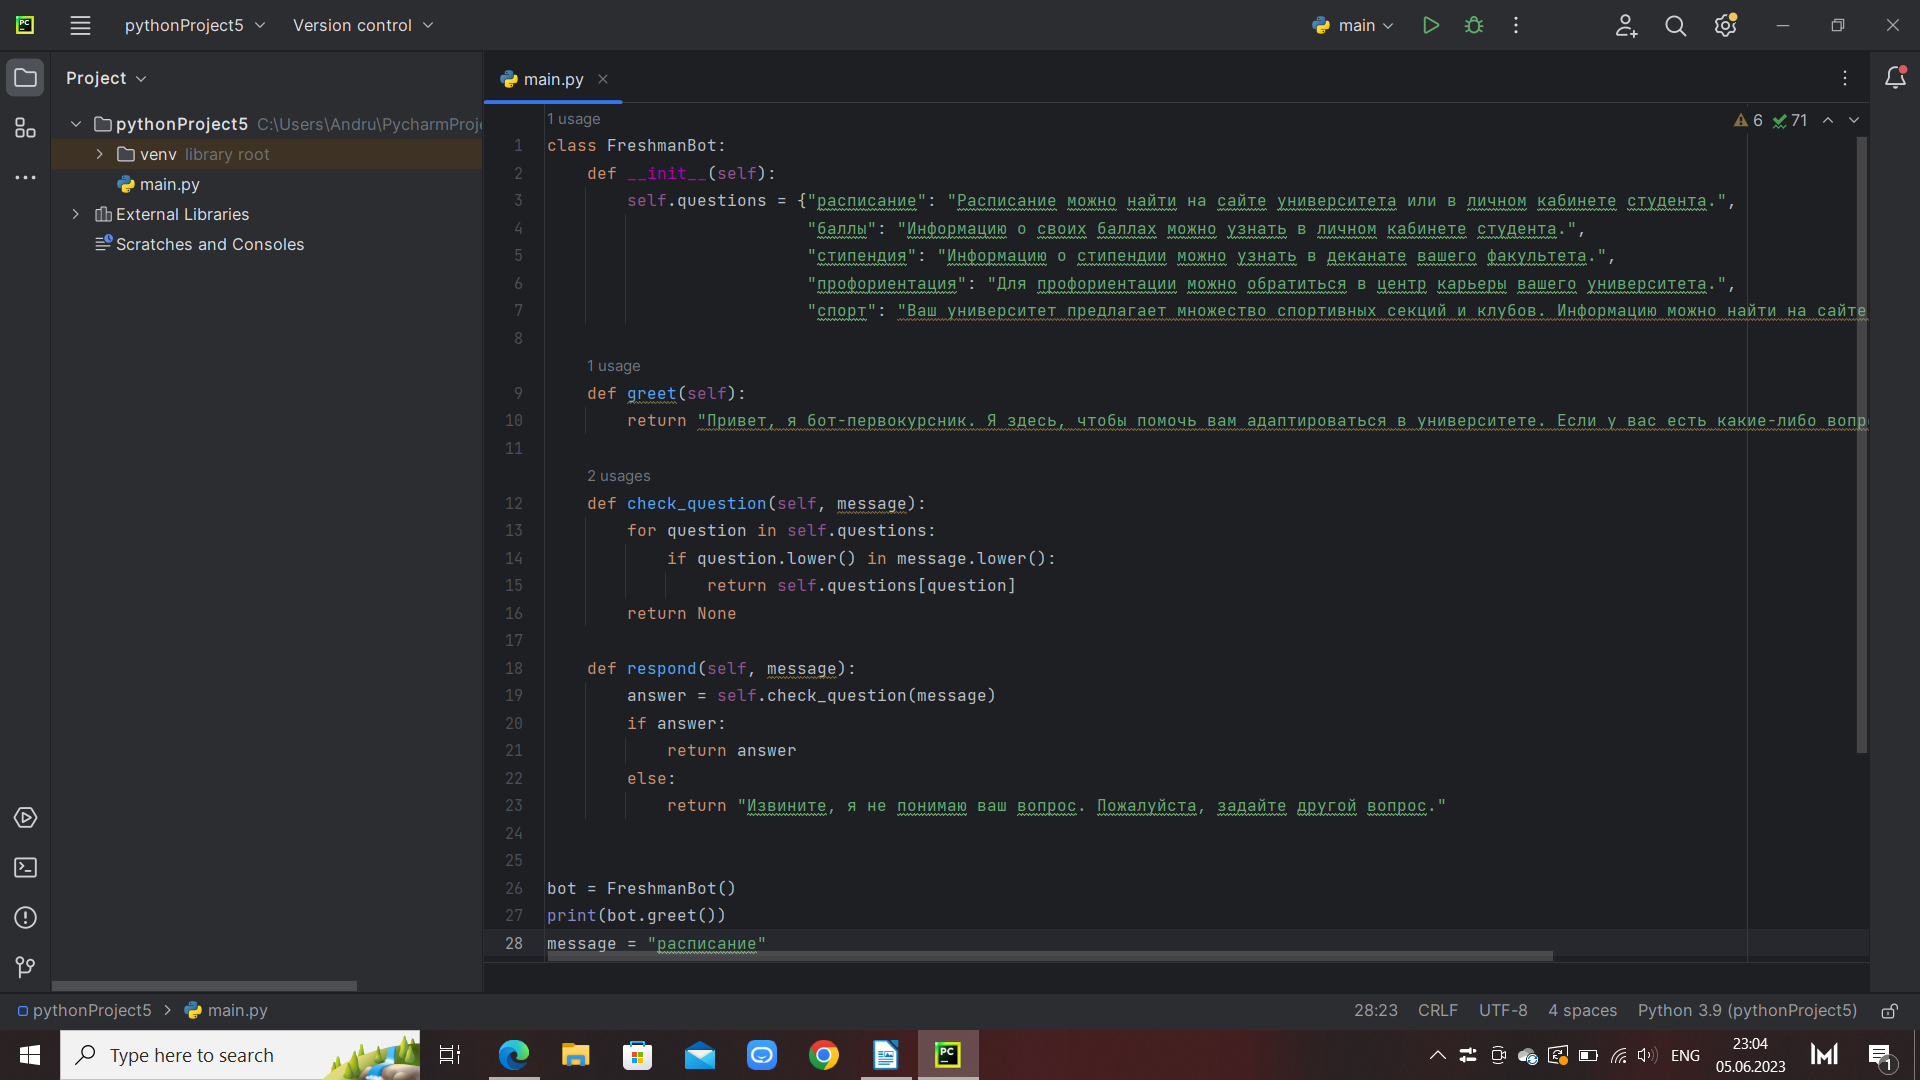 pythonProject5
Version control
main
Project
main.py
pythonProject5 C:\Users\Andru\PycharmProj
venv library root
main.py
External Libraries
Scratches and Consoles
6 71
1 usage
1 class FreshmanBot:
2 def __init__(self):
3 self.questions = {"расписание": "Расписание можно найти на сайте университета или в личном кабинете студента.",
4 "баллы": "Информацию о своих баллах можно узнать в личном кабинете студента.",
5 "стипендия": "Информацию о стипендии можно узнать в деканате вашего факультета.",
6 "профориентация": "Для профориентации можно обратиться в центр карьеры вашего университета.",
7 "спорт": "Ваш университет предлагает множество спортивных секций и клубов. Информацию можно найти на сайте
8
1 usage
9 def greet(self):
10 return "Привет, я бот-первокурсник. Я здесь, чтобы помочь вам адаптироваться в университете. Если у вас есть какие-либо вопр
11
2 usages
12 def check_question(self, message):
13 for question in self.questions:
14 if question.lower() in message.lower():
15 return self.questions[question]
16 return None
17
18 def respond(self, message):
19 answer = self.check_question(message)
20 if answer:
21 return answer
22 else:
23 return "Извините, я не понимаю ваш вопрос. Пожалуйста, задайте другой вопрос."
24
25
26 bot = FreshmanBot()
27 print(bot.greet())
28 message = "расписание"
pythonProject5 > main.py
28:23 CRLF UTF-8 4 spaces Python 3.9 (pythonProject5)
Type here to search
PC
ENG
23:04
05.06.2023
1